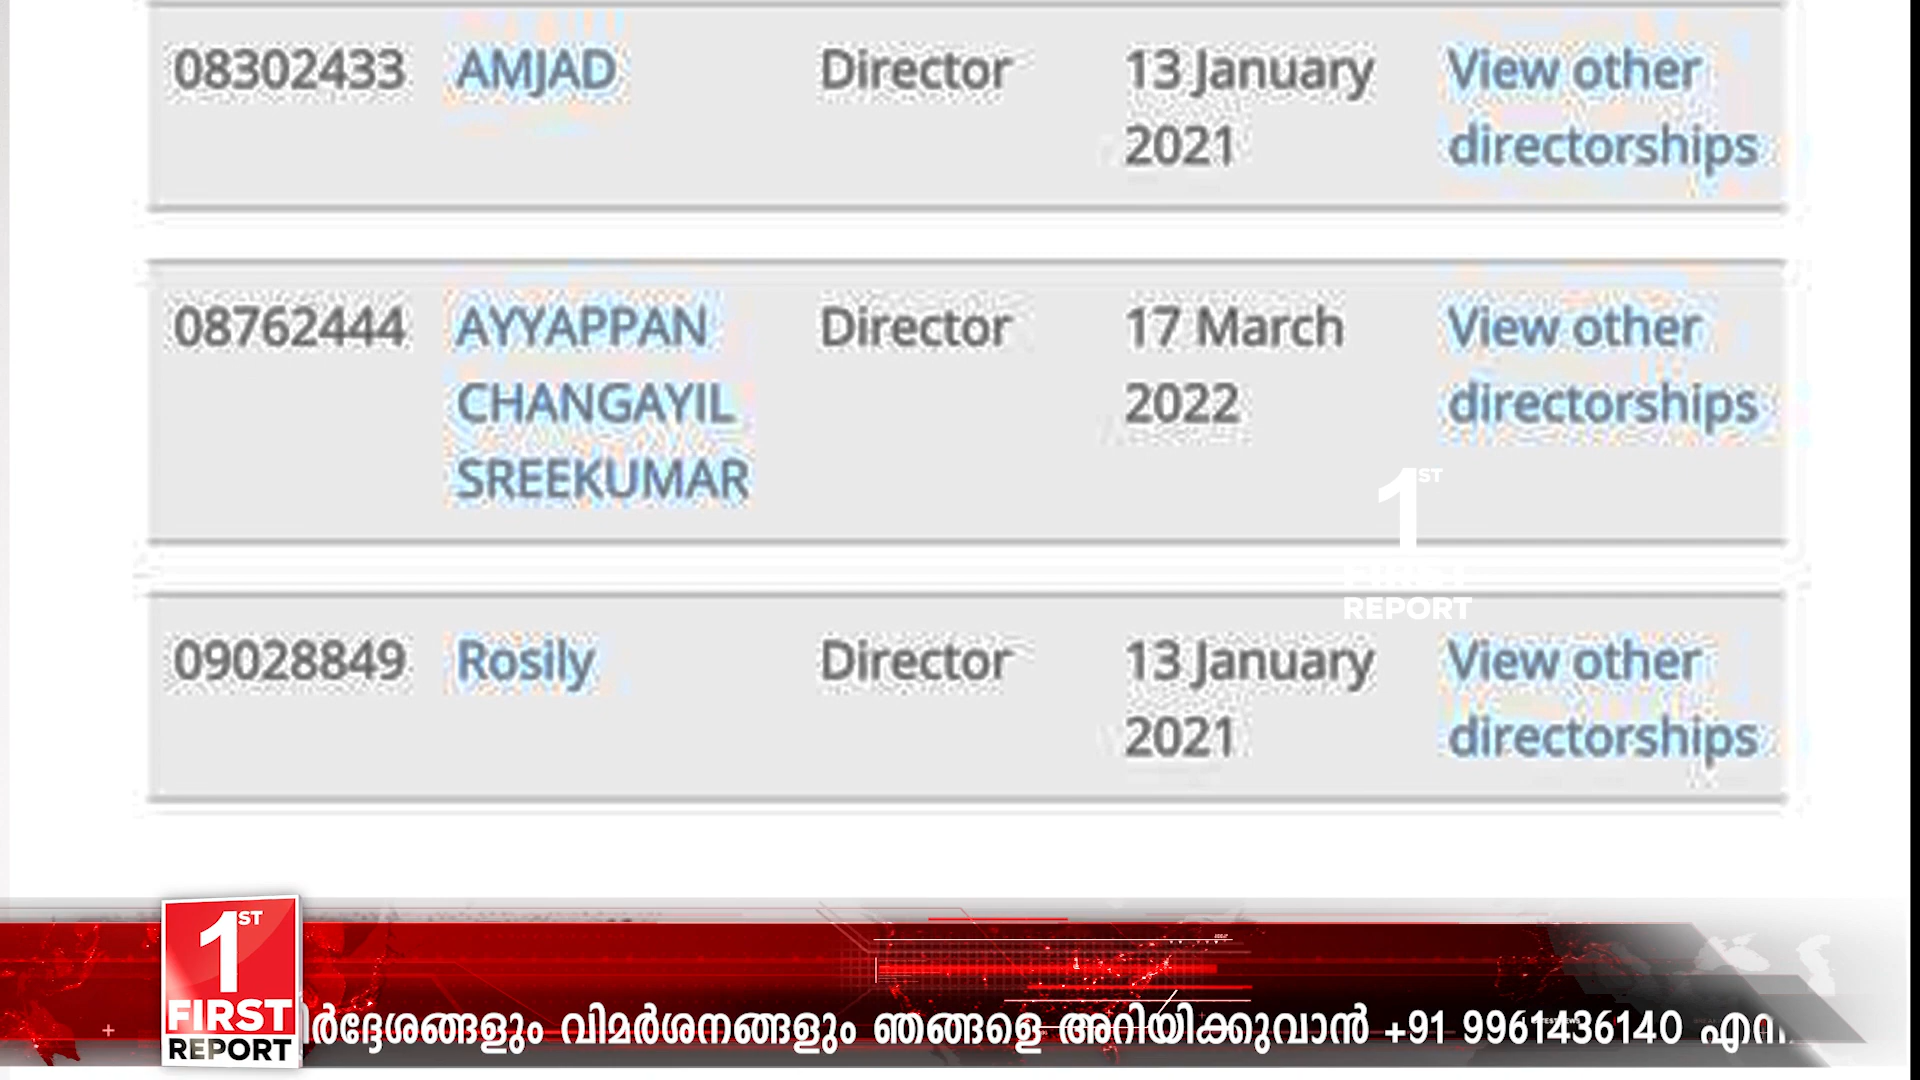 08302433 AMJAD Director 13 January View other
2021 directorships
08762444 AYYAPPAN Director 17 March View other
CHANGAYIL 2022 directorships
SREEKUMAR
1ST
REPORT
09028849 Rosily Director 13 January View other
2021 directorships
1ST
FIRST
REPORT
ർദ്ദേശങ്ങളും വിമർശനങ്ങളും ഞങ്ങളെ അറിയിക്കുവാൻ +91 9961436140